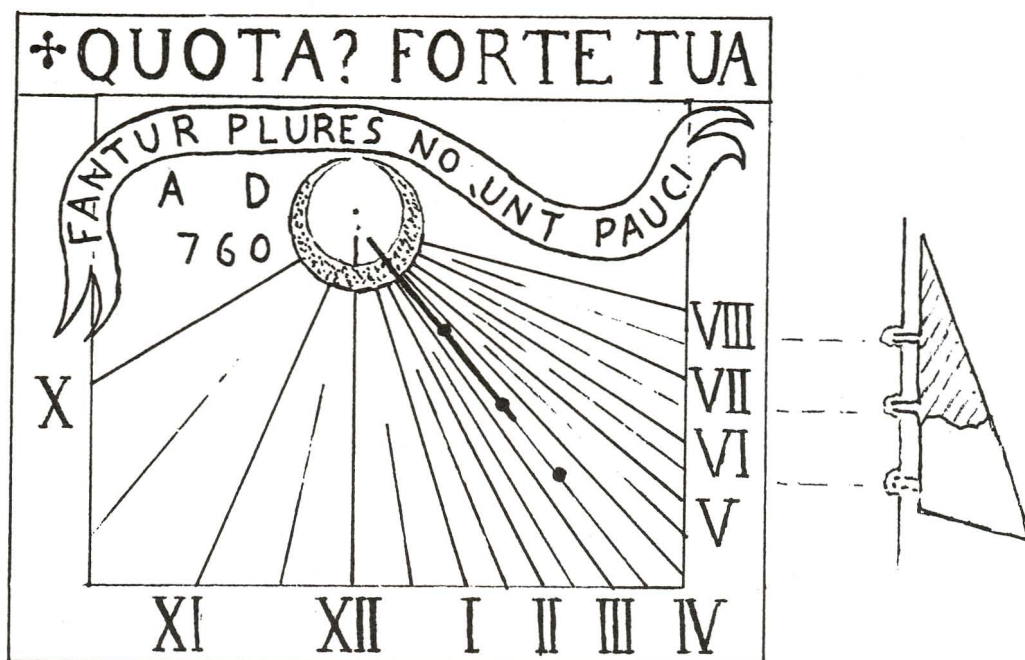 ✢QUOTA? FORTE TUA
FANTUR PLURES NO UNT PAUCI
A D
760
VIII
VII
VI
V
X
XI XII I II III IV